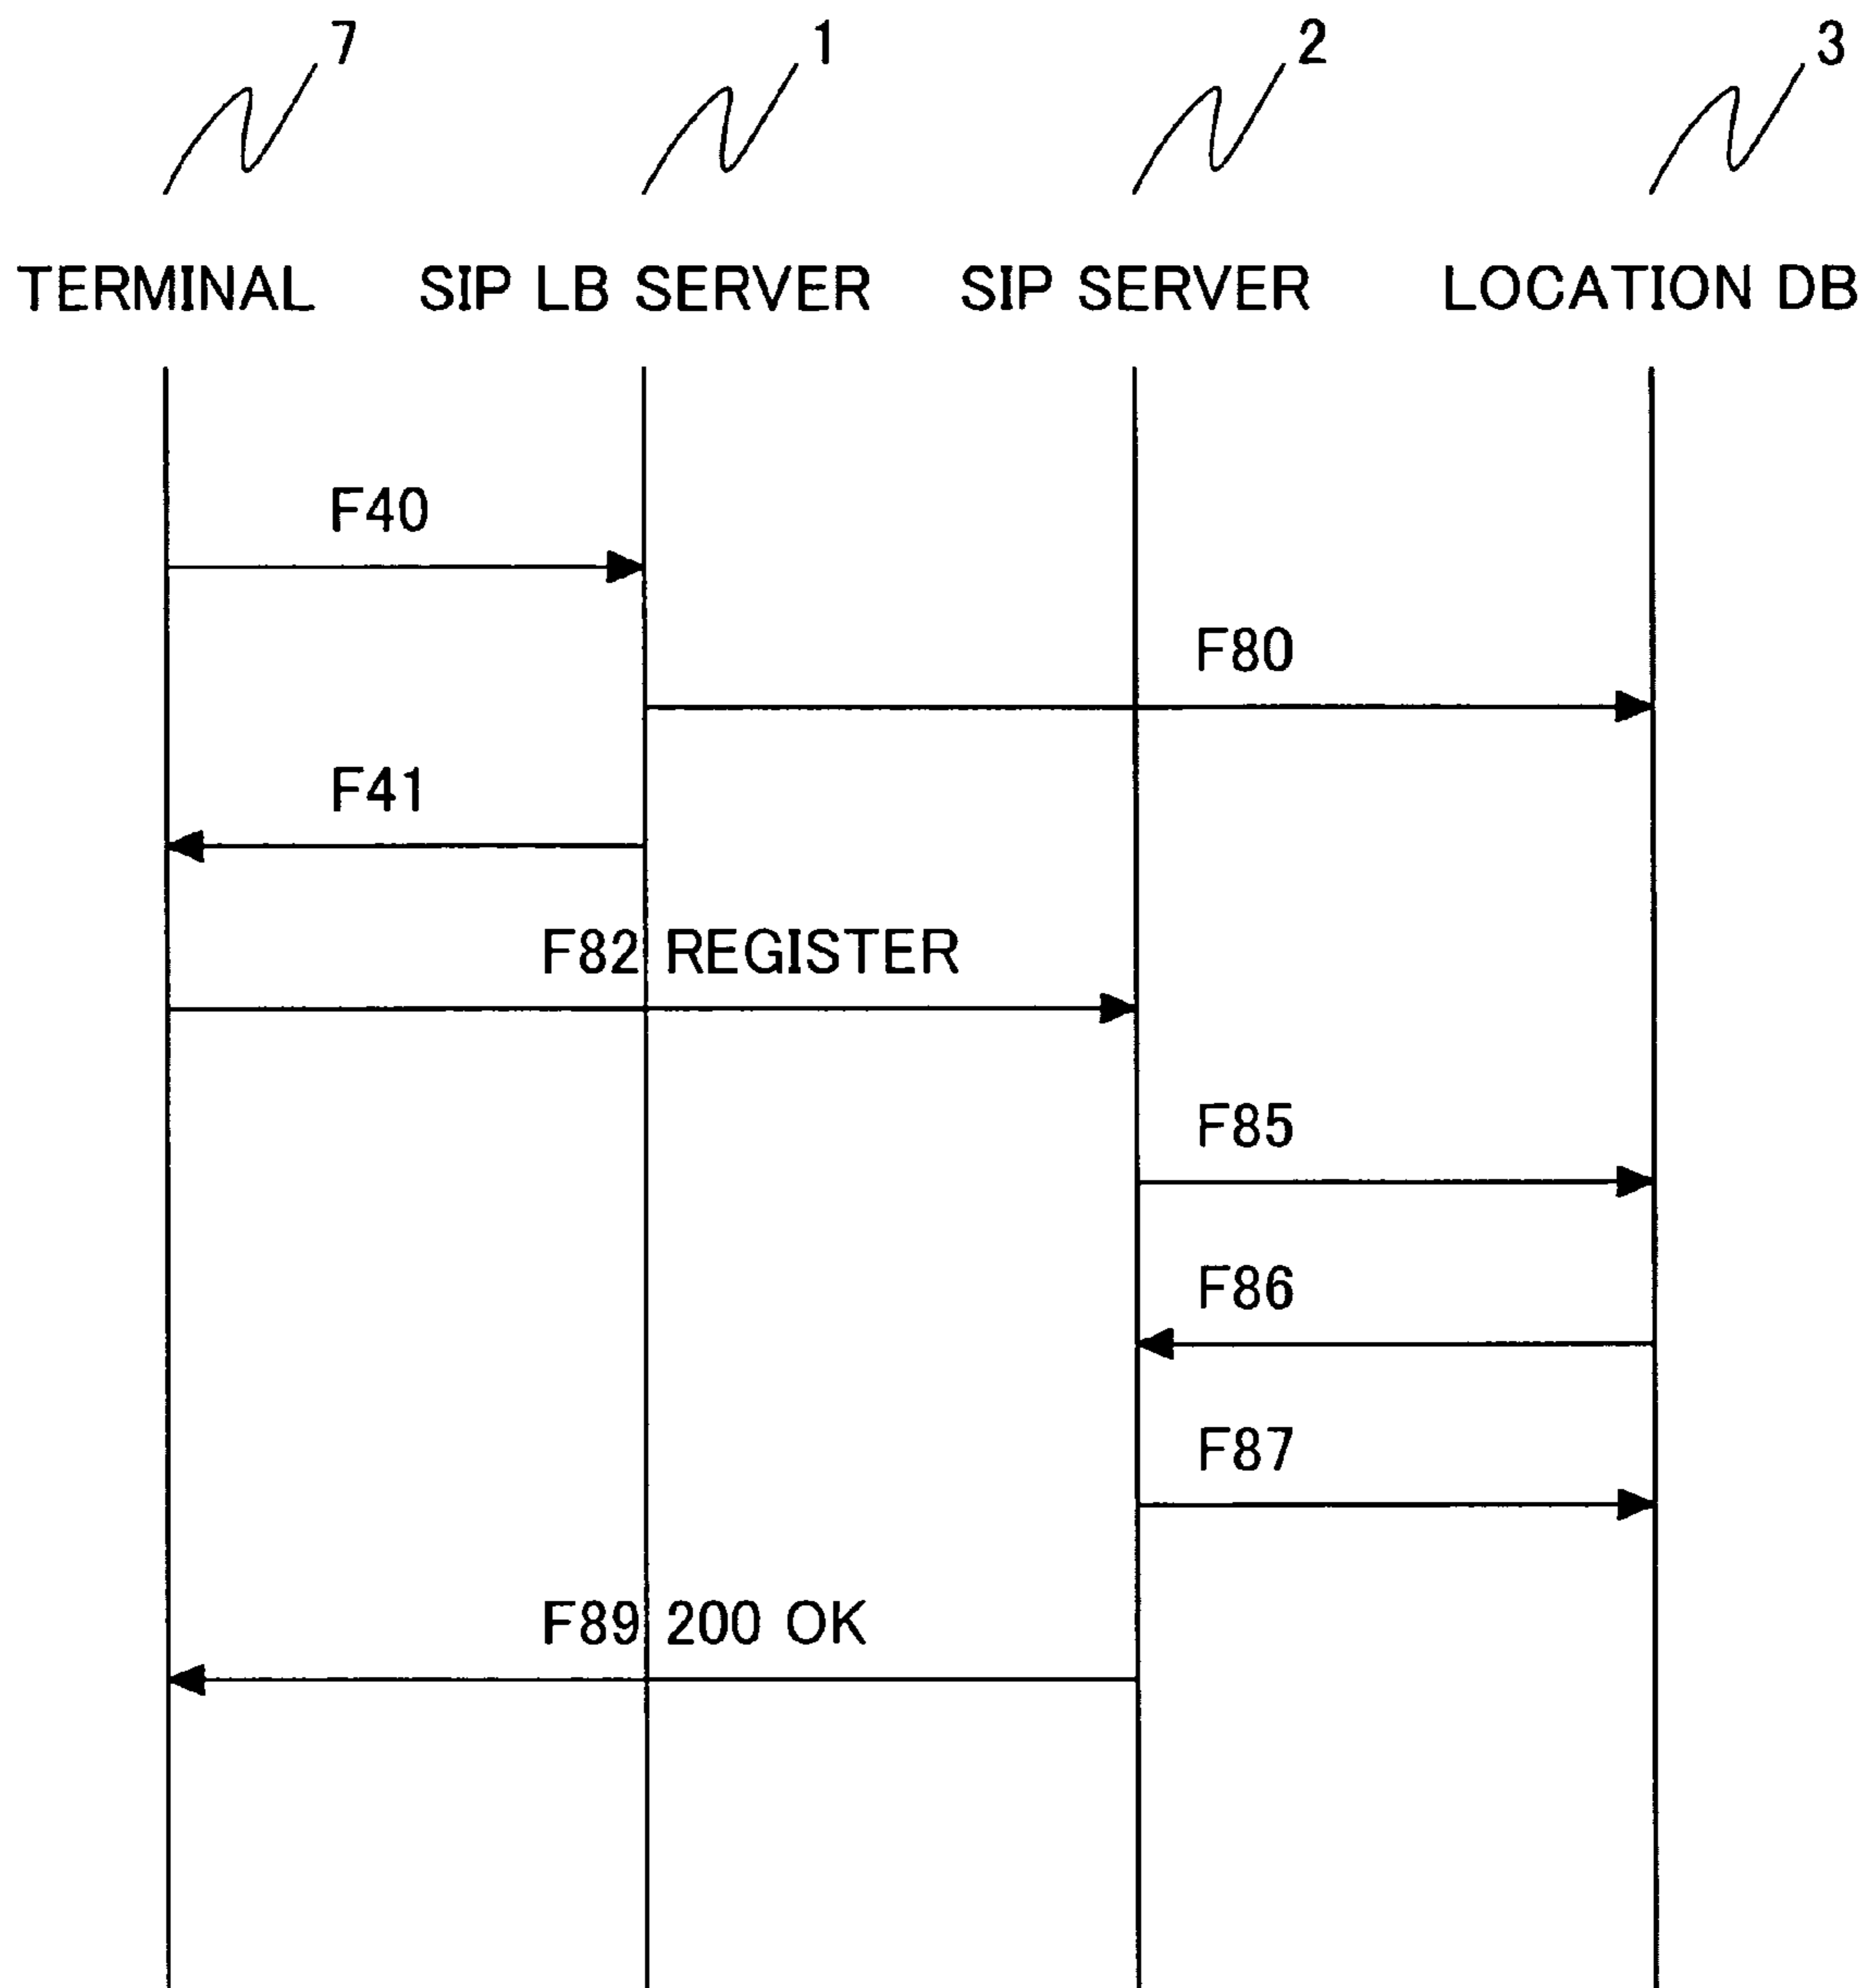 7 1 2 3
TERMINAL SIP LB SERVER SIP SERVER LOCATION DB
F40
F80
F41
F82 REGISTER
F85
F86
F87
F89 200 OK